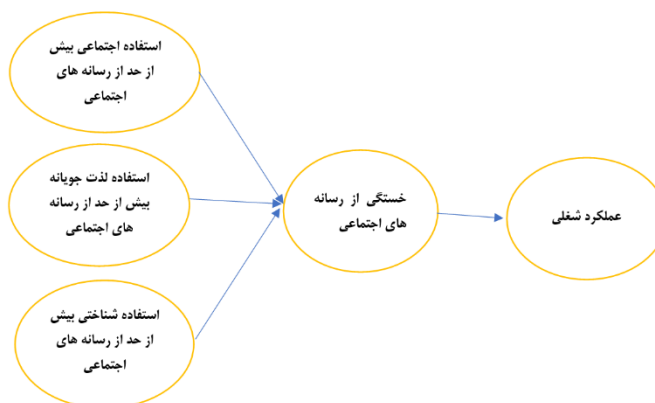 استفاده اجتماعی بیش
از حد از رسانه های
اجتماعی
استفاده لذت جویانه
بیش از حد از رسانه
های اجتماعی
استفاده شناختی بیش
از حد از رسانه های
اجتماعی
خستگی از رسانه
های اجتماعی
عملکرد شغلی